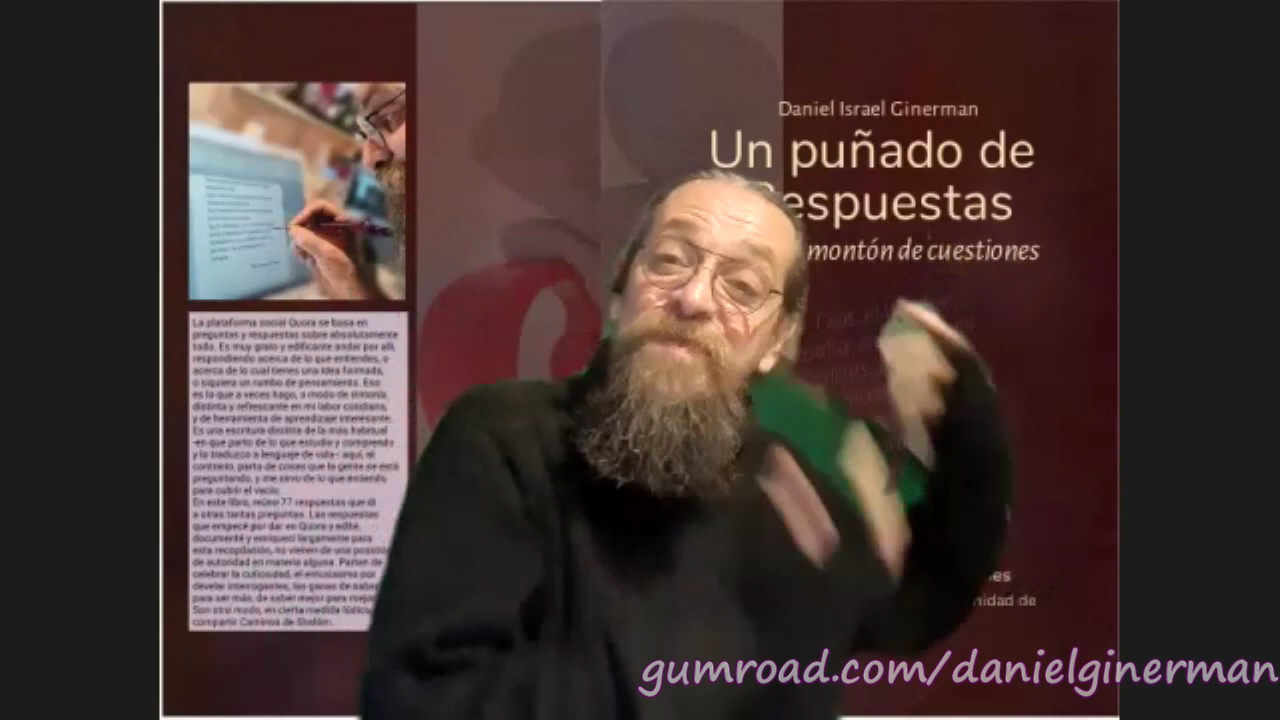 Daniel Israel Ginerman
Un puñado de
espuestas
montón de cuestiones
La plataforma social Quora se basa en
preguntas y respuestas sobre absolutamente
todo. Es muy grato y edificante andar por allí,
respondiendo acerca de lo que entiendes, o
acerca de lo cual tienes una idea formada,
o siquiera un rumbo de pensamiento. Eso
es lo que a veces hago, a modo de
distinta y refrescante en mi labor cotidiana,
y de herramienta de aprendizaje interesante.
Es una escritura distinta de la más habitual
-en que parto de lo que estudio y comprendo
y lo traduzco a lenguaje de vida-: aquí, al
contrario, parto de cosas que la gente se está
preguntando, y me sirvo de lo que entiendo
para cubrir el vacío.
En este libro, reúno 77 respuestas que di
a otras tantas preguntas. Las respuestas
que empecé por dar en Quora y edité,
documenté y enriquecí largamente para
esta recopilación, no vienen de una posición
de autoridad en materia alguna. Parten de
celebrar la curiosidad, el entusiasmo por
develar interrogantes, las ganas de saber
para ser más, de saber mejor para mejor
Son otro modo, en cierta medida lúdico
compartir Caminos de Shalom.
nes
nidad de
gumroad.com/danielginerman